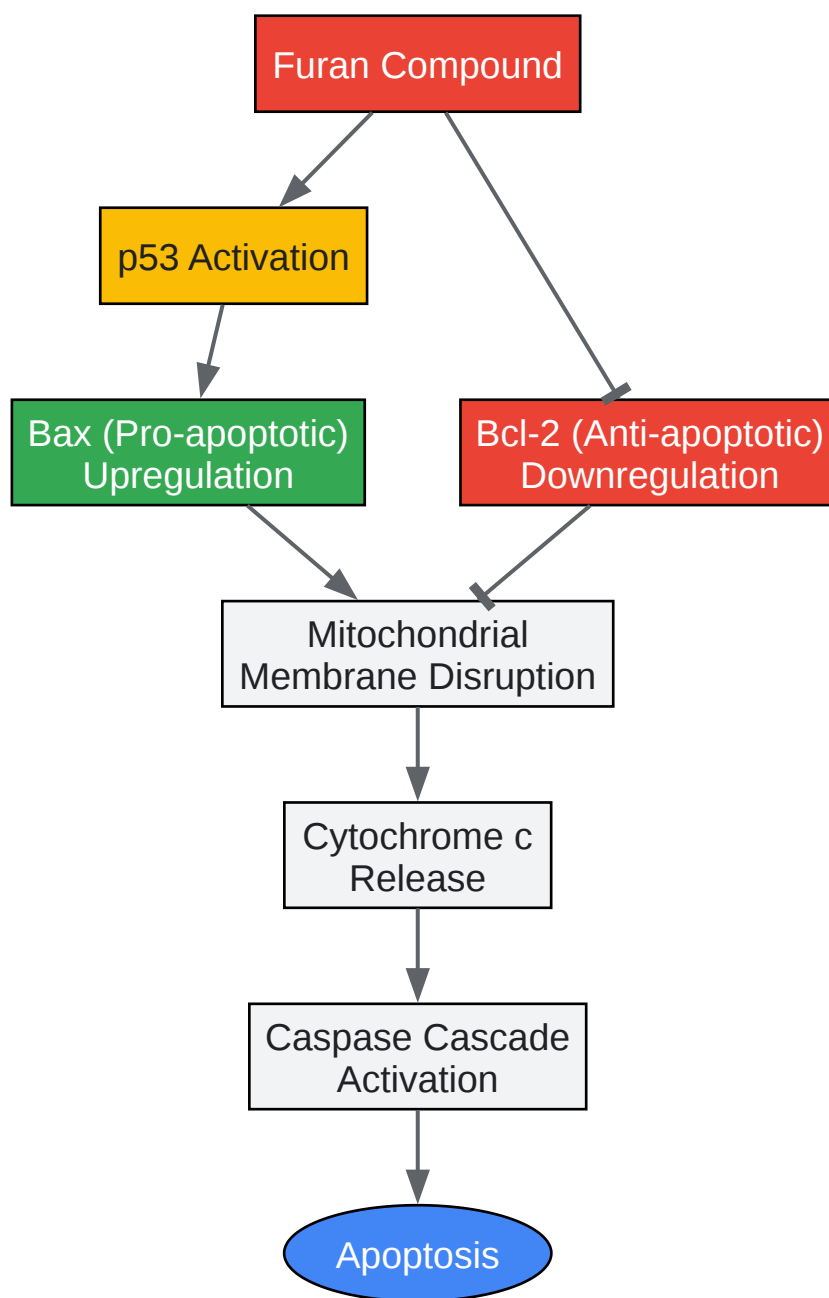 Furan Compound
p53 Activation
Bax (Pro-apoptotic)
Upregulation
Bcl-2 (Anti-apoptotic)
Downregulation
Mitochondrial
Membrane Disruption
Cytochrome c
Release
Caspase Cascade
Activation
Apoptosis